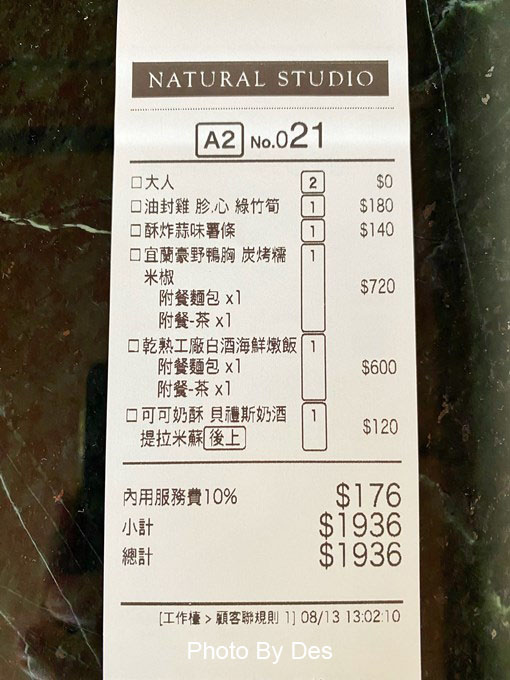 NATURAL STUDIO
A2 No.021
□大人 2 $0
□油封雞 胗.心 綠竹筍 1 $180
□酥炸蒜味薯條 1 $140
□宜蘭豪野鴨胸 炭烤糯 1
米椒
$720
附餐麵包 x1
附餐-茶 x1
□乾熟工廠白酒海鮮燉飯 1
附餐麵包 x1 $600
附餐-茶 x1
□可可奶酥 貝禮斯奶酒 1
提拉米蘇 後上 $120
內用服務費10% $176
小計 $1936
總計 $1936
[工作檯 > 顧客聯規則 1] 08/13 13:02:10
Photo By Des